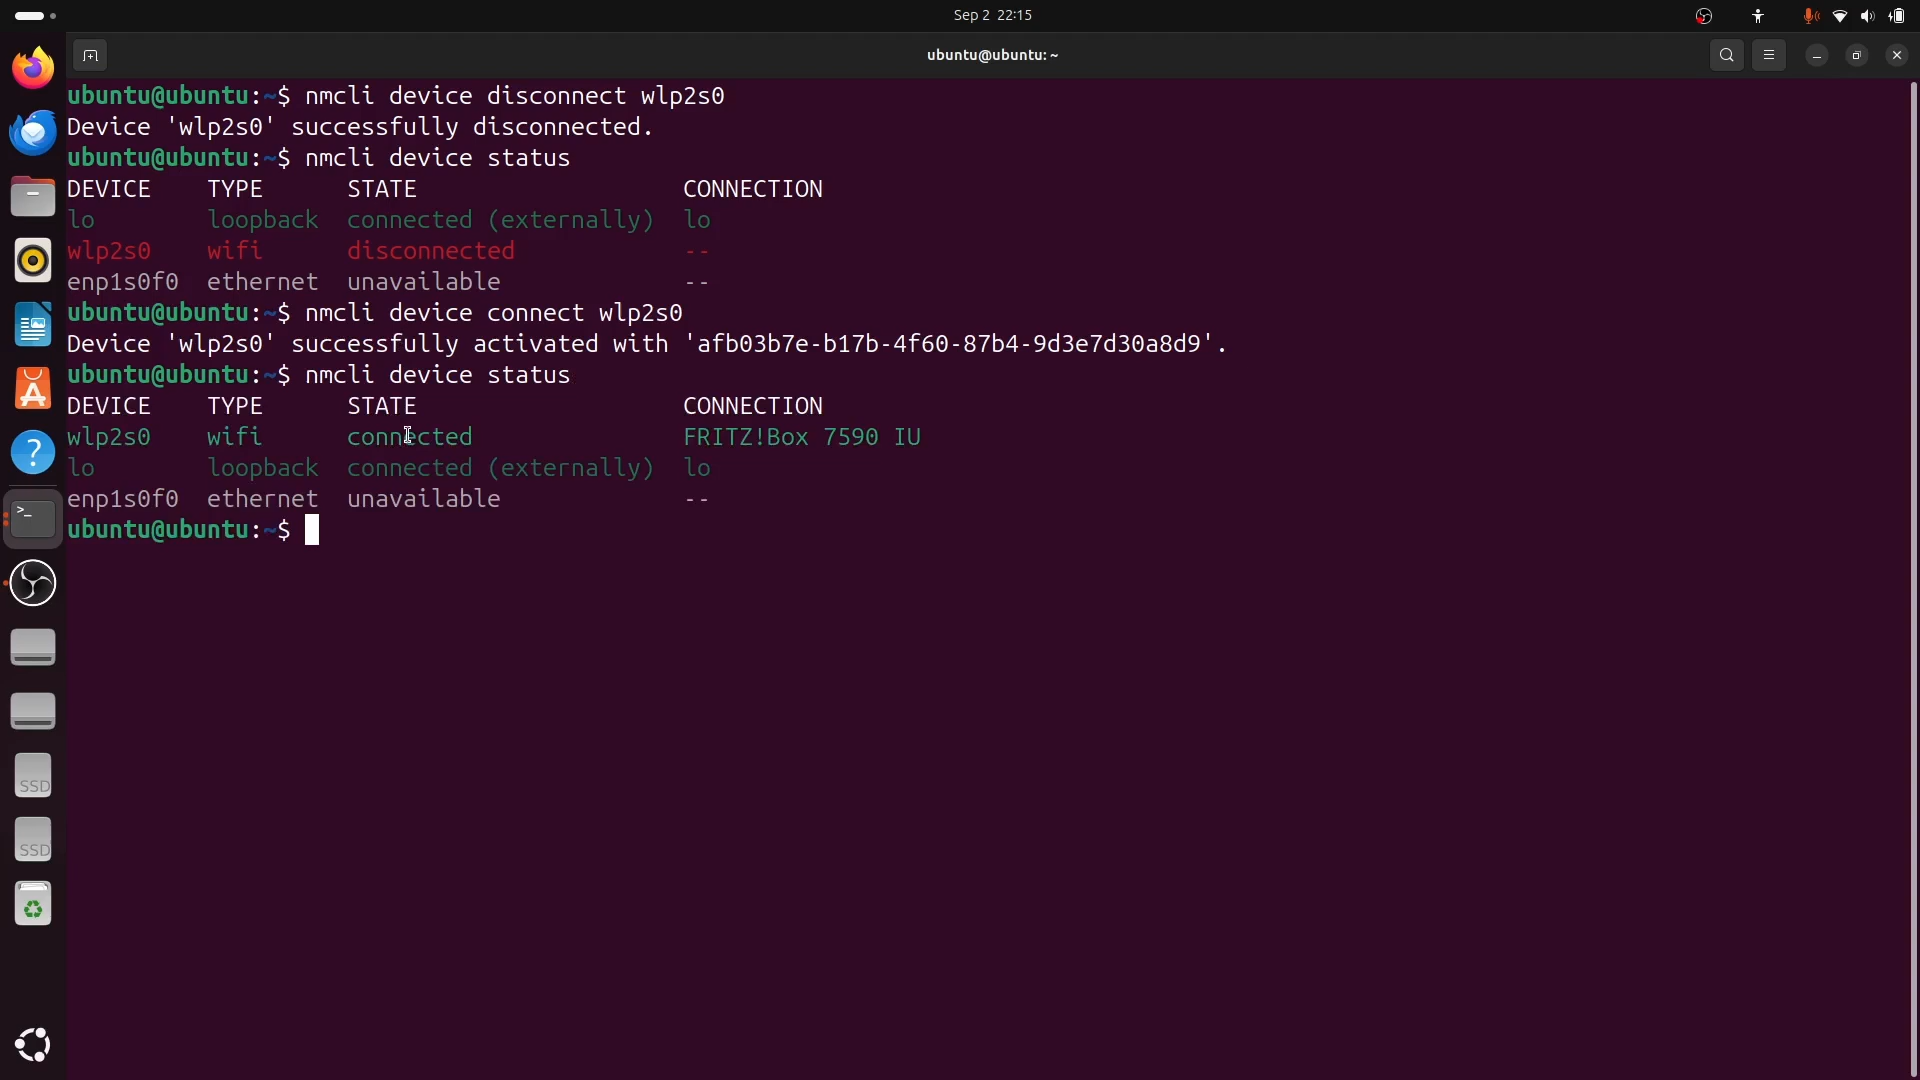 Sep 2 22:15
ubuntu@ubuntu: ~
ubuntu@ubuntu:~$ nmcli device disconnect wlp2s0
Device 'wlp2s0' successfully disconnected.
ubuntu@ubuntu:~$ nmcli device status
DEVICE    TYPE      STATE                   CONNECTION
lo        loopback  connected (externally)  lo
wlp2s0    wifi      disconnected            --
enp1s0f0  ethernet  unavailable             --
ubuntu@ubuntu:~$ nmcli device connect wlp2s0
Device 'wlp2s0' successfully activated with 'afb03b7e-b17b-4f60-87b4-9d3e7d30a8d9'.
ubuntu@ubuntu:~$ nmcli device status
DEVICE    TYPE      STATE                   CONNECTION
wlp2s0    wifi      connected               FRITZ!Box 7590 IU
lo        loopback  connected (externally)  lo
enp1s0f0  ethernet  unavailable             --
ubuntu@ubuntu:~$
SSD
SSD